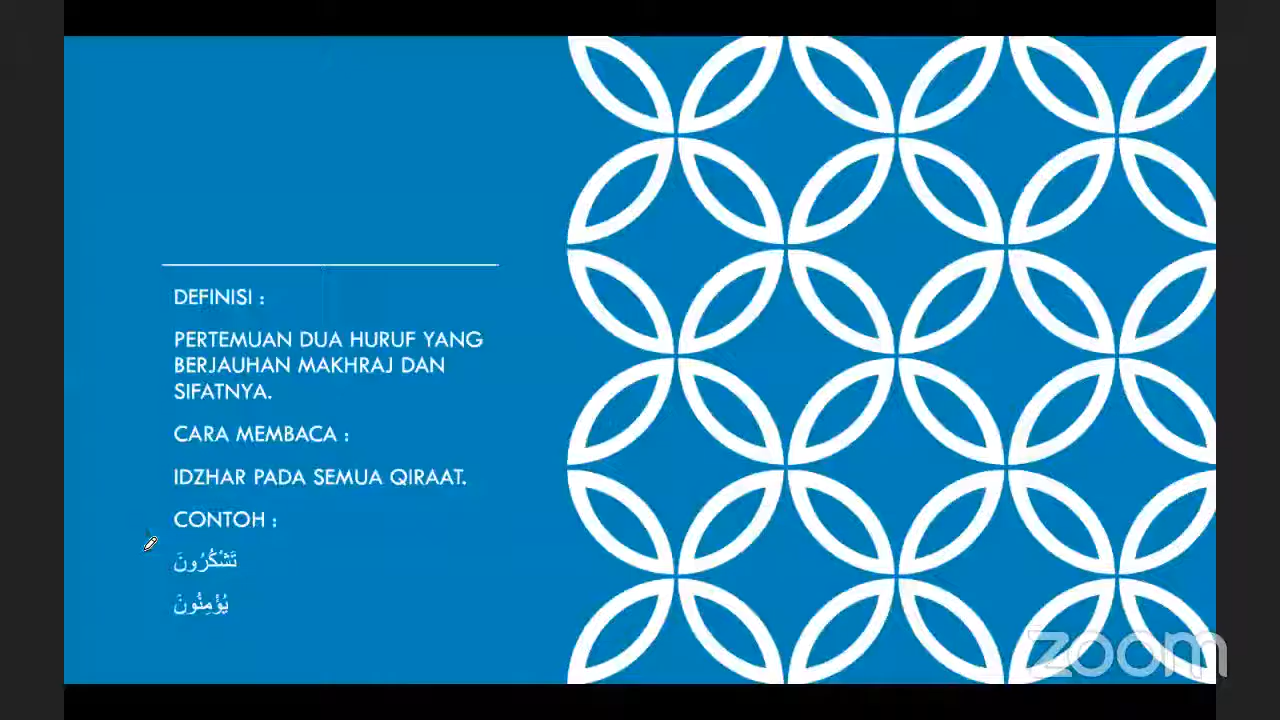 DEFINISI :
PERTEMUAN DUA HURUF YANG
BERJAUHAN MAKHRAJ DAN
SIFATNYA.
CARA MEMBACA :
IDZHAR PADA SEMUA QIRAAT.
CONTOH :
تَشْكُرُونَ
يُؤْمِنُونَ
zoom